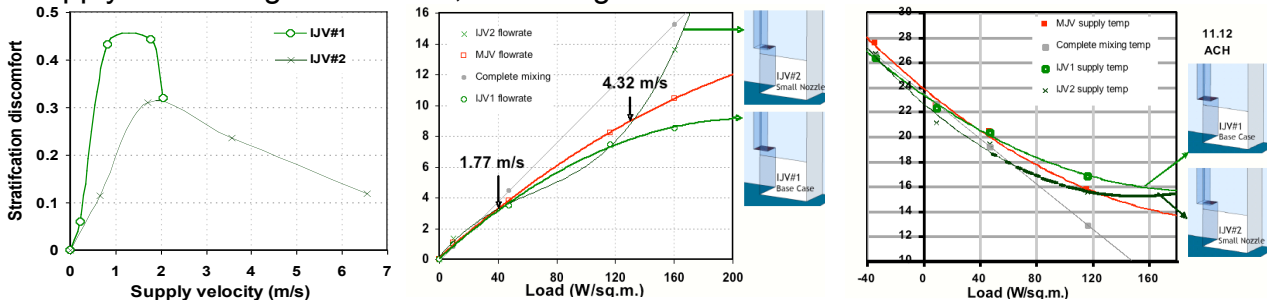 Stratifcation discomfort
0.5
0.4
0.3
0.2
0.1
0
0 1 2 3 4 5 6 7
Supply velocity (m/s)
IJV#1
IJV#2
16
14
12
10
8
6
4
2
0
0 40 80 120 160 200
Load (W/sq.m.)
IJV2 flowrate
MJV flowrate
Complete mixing
IJV1 flowrate
4.32 m/s
1.77 m/s
IJV#2
Small Nozzle
IJV#1
Base Case
30
28
26
24
22
20
18
16
14
12
10
-40 0 40 80 120 160
Load (W/sq.m.)
MJV supply temp
Complete mixing temp
IJV1 supply temp
IJV2 supply temp
11.12
ACH
IJV#1
Base Case
IJV#2
Small Nozzle